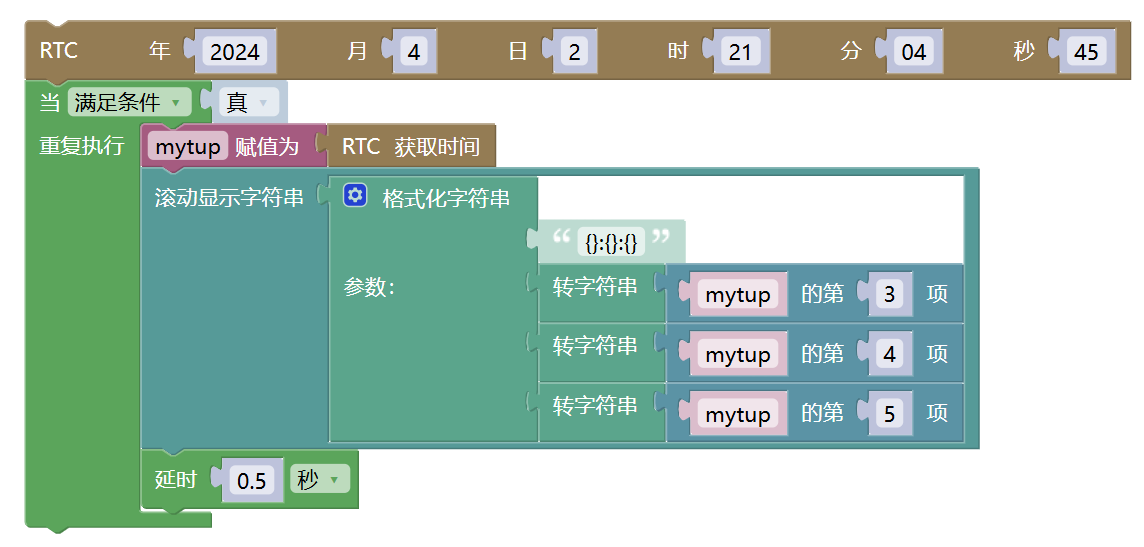 RTC 年 2024 月 4 日 2 时 21 分 04 秒 45
当 满足条件 真
重复执行 mytup 赋值为 RTC 获取时间
滚动显示字符串 格式化字符串
“ {}:{}:{} ”
参数： 转字符串 mytup 的第 3 项
转字符串 mytup 的第 4 项
转字符串 mytup 的第 5 项
延时 0.5 秒